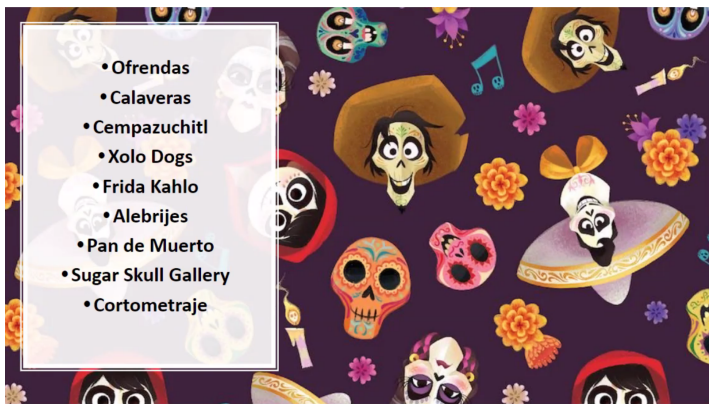 • Ofrendas
• Calaveras
• Cempazuchitl
• Xolo Dogs
• Frida Kahlo
• Alebrijes
• Pan de Muerto
• Sugar Skull Gallery
• Cortometraje